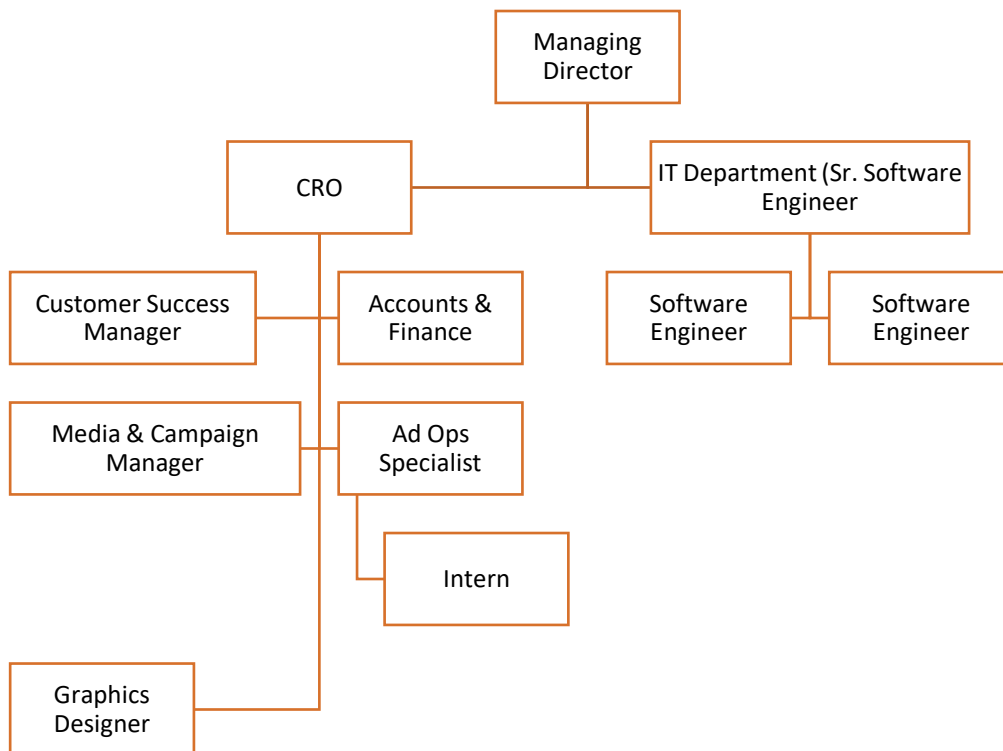 Managing
Director
CRO
IT Department (Sr. Software
Engineer
Customer Success
Manager
Accounts &
Finance
Software
Engineer
Software
Engineer
Media & Campaign
Manager
Ad Ops
Specialist
Intern
Graphics
Designer